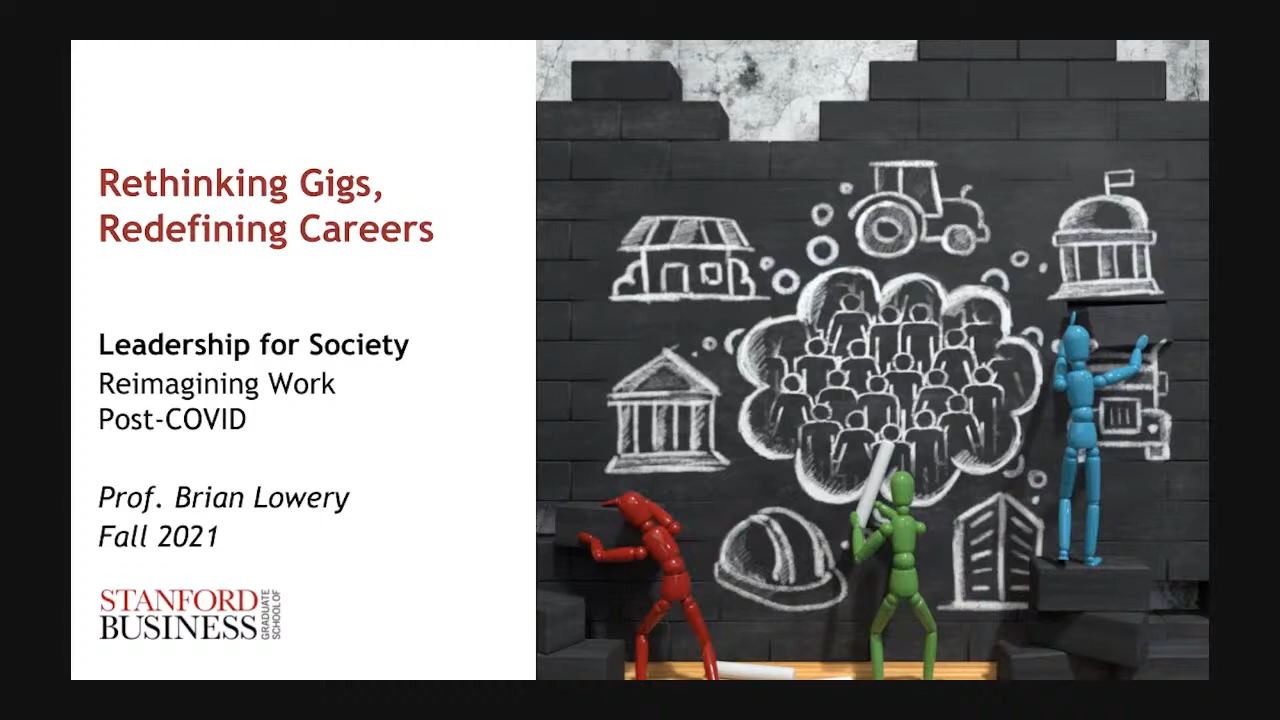 Rethinking Gigs,
Redefining Careers
Leadership for Society
Reimagining Work
Post-COVID
Prof. Brian Lowery
Fall 2021
STANFORD
BUSINESS
GRADUATE
SCHOOL OF